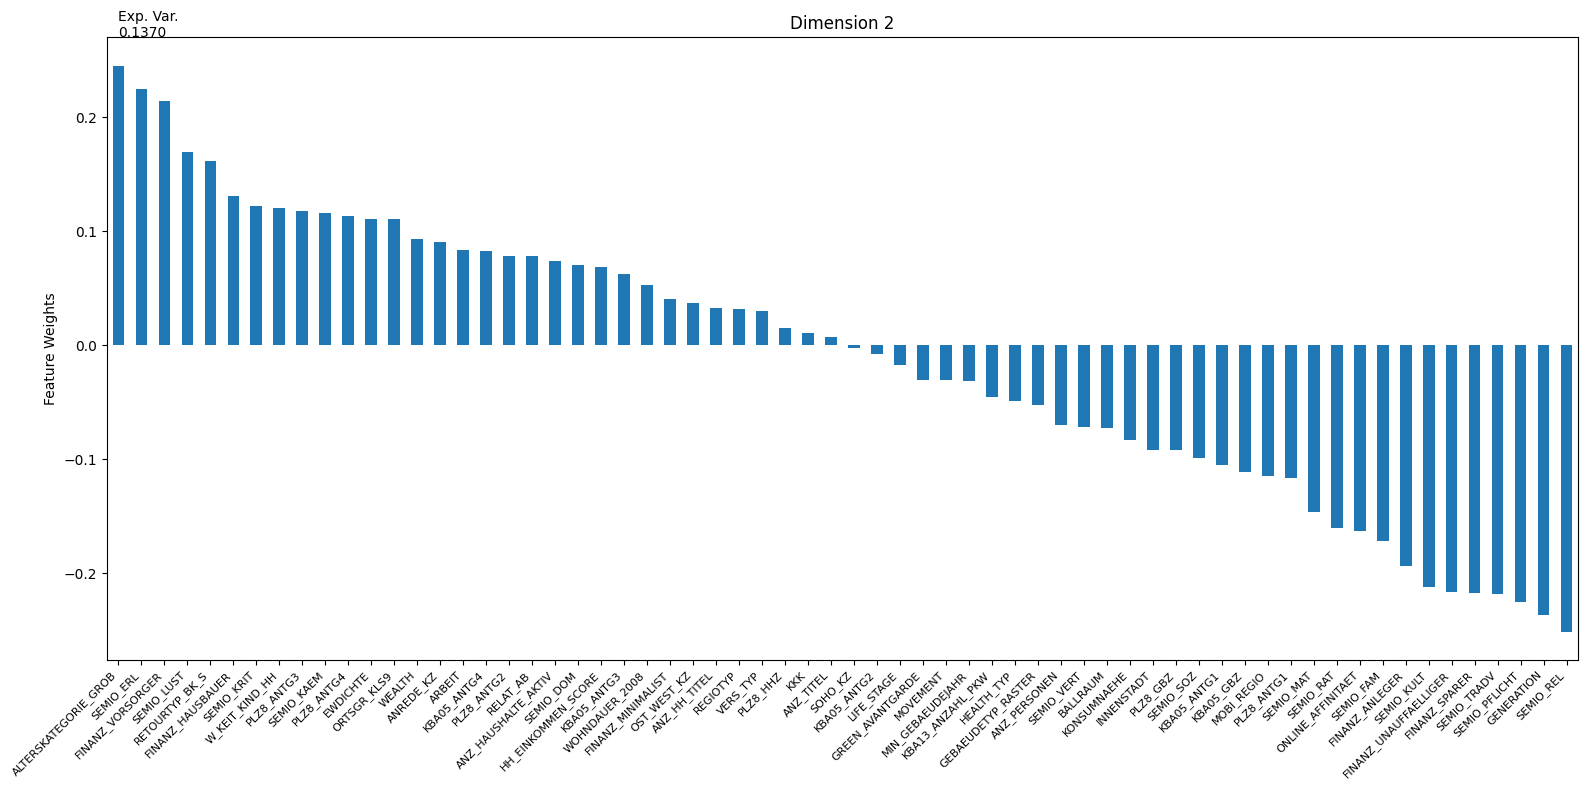 Exp. Var.
0.1370
Dimension 2
Feature Weights
0.2
0.1
0.0
−0.1
−0.2
ALTERSKATEGORIE_GROB
SEMIO_ERL
FINANZ_VORSORGER
SEMIO_LUST
RETOURTYP_BK_S
FINANZ_HAUSBAUER
SEMIO_KRIT
W_KEIT_KIND_HH
PLZ8_ANTG3
SEMIO_KAEM
PLZ8_ANTG4
EWDICHTE
ORTSGR_KLS9
WEALTH
ANREDE_KZ
ARBEIT
KBA05_ANTG4
PLZ8_ANTG2
RELAT_AB
ANZ_HAUSHALTE_AKTIV
SEMIO_DOM
HH_EINKOMMEN_SCORE
KBA05_ANTG3
WOHNDAUER_2008
FINANZ_MINIMALIST
OST_WEST_KZ
ANZ_HH_TITEL
REGIOTYP
VERS_TYP
PLZ8_HHZ
KKK
ANZ_TITEL
SOHO_KZ
KBA05_ANTG2
LIFE_STAGE
GREEN_AVANTGARDE
MOVEMENT
MIN_GEBAEUDEJAHR
KBA13_ANZAHL_PKW
HEALTH_TYP
GEBAEUDETYP_RASTER
ANZ_PERSONEN
SEMIO_VERT
BALLRAUM
KONSUMNAEHE
INNENSTADT
PLZ8_GBZ
SEMIO_SOZ
KBA05_ANTG1
KBA05_GBZ
MOBI_REGIO
PLZ8_ANTG1
SEMIO_MAT
SEMIO_RAT
ONLINE_AFFINITAET
SEMIO_FAM
FINANZ_ANLEGER
SEMIO_KULT
FINANZ_UNAUFFAELLIGER
FINANZ_SPARER
SEMIO_TRADV
SEMIO_PFLICHT
GENERATION
SEMIO_REL